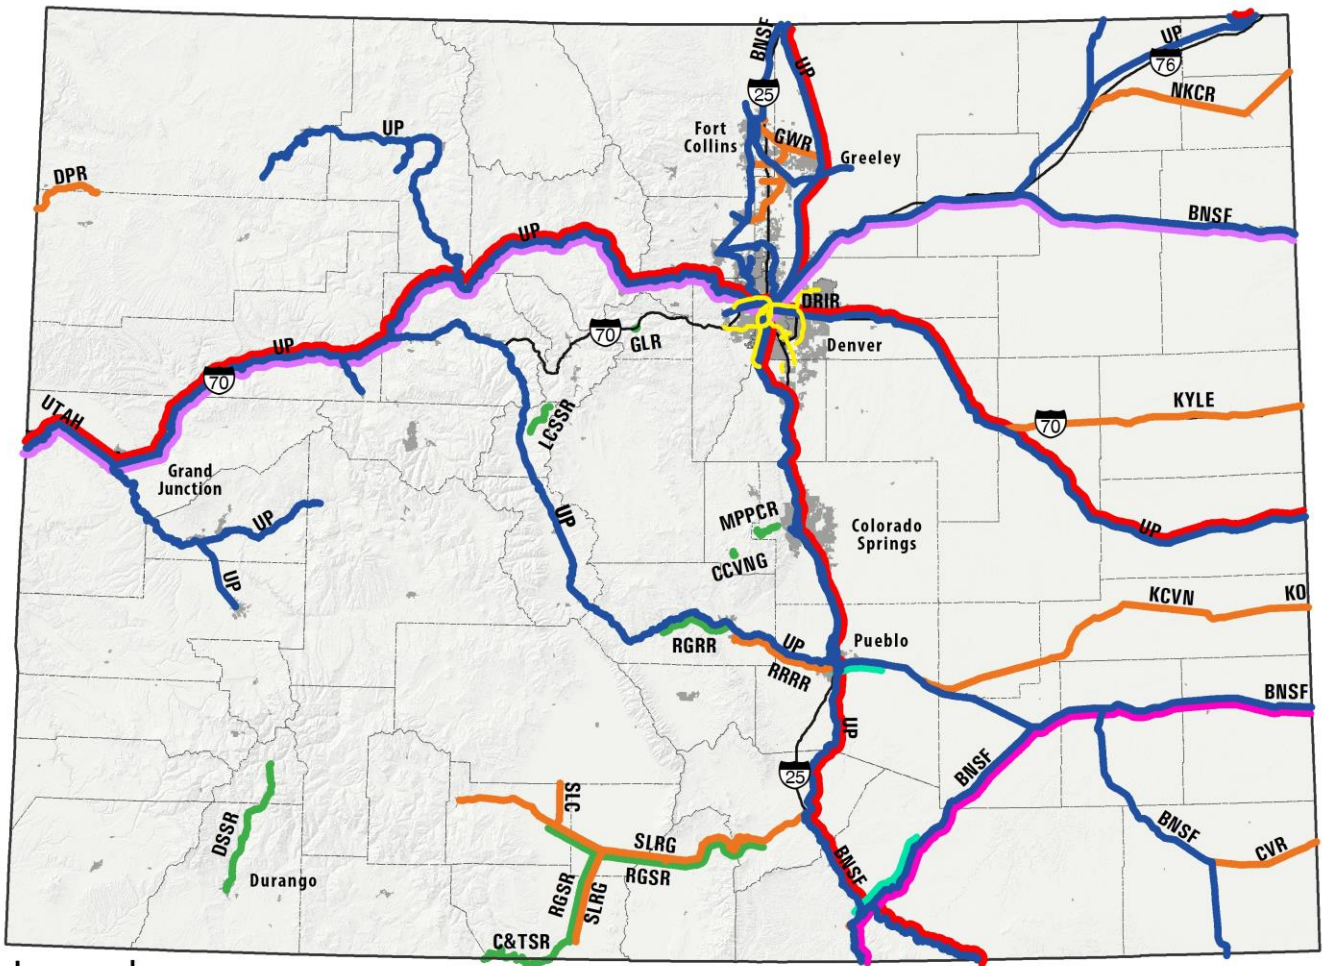 BNSF
UP
25
UP
76
NKCR
Fort
Collins
GWR
Greeley
UP
DPR
BNSF
UP
DRIR
Denver
70
GLR
UP
70
UTAH
KYLE
70
LCSSR
Grand
Junction
UP
UP
UP
MPPCR
Colorado
Springs
CCVNG
UP
KCVN
KO
RGRR
UP
Pueblo
RRRR
BNSF
UP
BNSF
25
SLC
DSSR
SLRG
RGSR
BNSF
BNSF
CVR
Durango
RGSR
SLRG
C&TSR